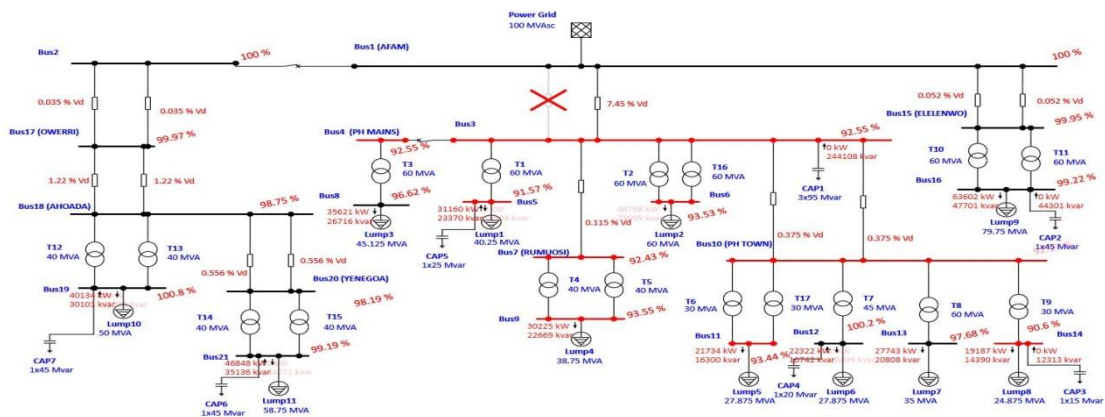 Power Grid
100 MVAsc
Bus2
100 %
Bus1 (AFAM)
100 %
0.035 % Vd
0.035 % Vd
7.45 % Vd
0.052 % Vd
0.052 % Vd
Bus17 (OWERRI)
99.97 %
Bus4 (PH MAINS)
Bus3
92.55 %
92.55 %
Bus15 (ELELENWO)
99.95 %
1.22 % Vd
1.22 % Vd
T3
60 MVA
T1
60 MVA
T2
60 MVA
T16
60 MVA
0 kW
244108 kvar
CAP1
3x95 Mvar
T10
60 MVA
T11
60 MVA
Bus18 (AHOADA)
98.75 %
Bus8
96.62 %
35621 kW
26716 kvar
Lump3
45.125 MVA
91.57 %
Bus5
31160 kW
23370 kvar
Lump1
40.25 MVA
CAP5
1x25 Mvar
Bus6
93.53 %
Lump2
60 MVA
Bus16
99.22 %
63602 kW
47701 kvar
0 kW
44301 kvar
Lump9
79.75 MVA
CAP2
1x45 Mvar
T12
40 MVA
T13
40 MVA
0.556 % Vd
0.556 % Vd
0.115 % Vd
0.375 % Vd
0.375 % Vd
Bus7 (RUMUOSI)
92.43 %
Bus10 (PH TOWN)
Bus19
100.8 %
40134 kW
30101 kvar
Lump10
50 MVA
CAP7
1x45 Mvar
Bus20 (YENEGOA)
98.19 %
T14
40 MVA
T15
40 MVA
T4
40 MVA
T5
40 MVA
T6
30 MVA
T17
30 MVA
T7
45 MVA
T8
60 MVA
T9
30 MVA
Bus21
99.19 %
46848 kW
35136 kvar
Lump11
58.75 MVA
CAP6
1x45 Mvar
Bus9
93.55 %
30225 kW
22669 kvar
Lump4
38.75 MVA
Bus11
93.44 %
21734 kW
16300 kvar
Lump5
27.875 MVA
100.2 %
Bus12
22322 kW
16742 kvar
CAP4
1x20 Mvar
Lump6
27.875 MVA
Bus13
97.68 %
27743 kW
20808 kvar
Lump7
35 MVA
90.6 %
Bus14
19187 kW
14390 kvar
0 kW
12313 kvar
Lump8
24.875 MVA
CAP3
1x15 Mvar